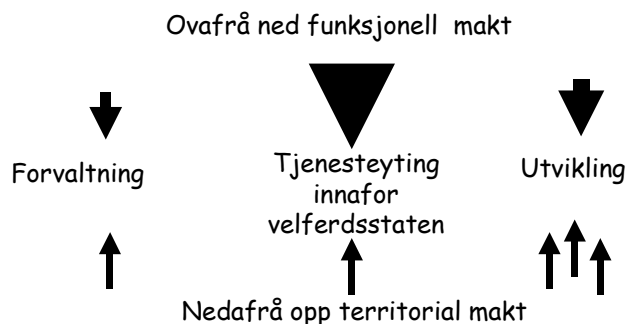 Ovafrå ned funksjonell makt
Forvaltning
Tjenesteyting
innafor
velferdsstaten
Utvikling
Nedafrå opp territorial makt